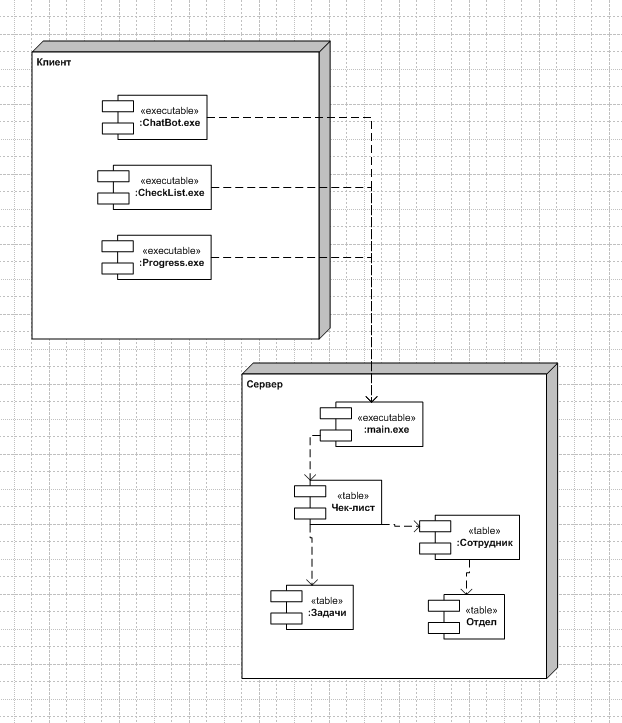 Клиент
«executable»
:ChatBot.exe
«executable»
:CheckList.exe
«executable»
:Progress.exe
Сервер
«executable»
:main.exe
«table»
Чек-лист
«table»
:Сотрудник
«table»
:Задачи
«table»
Отдел